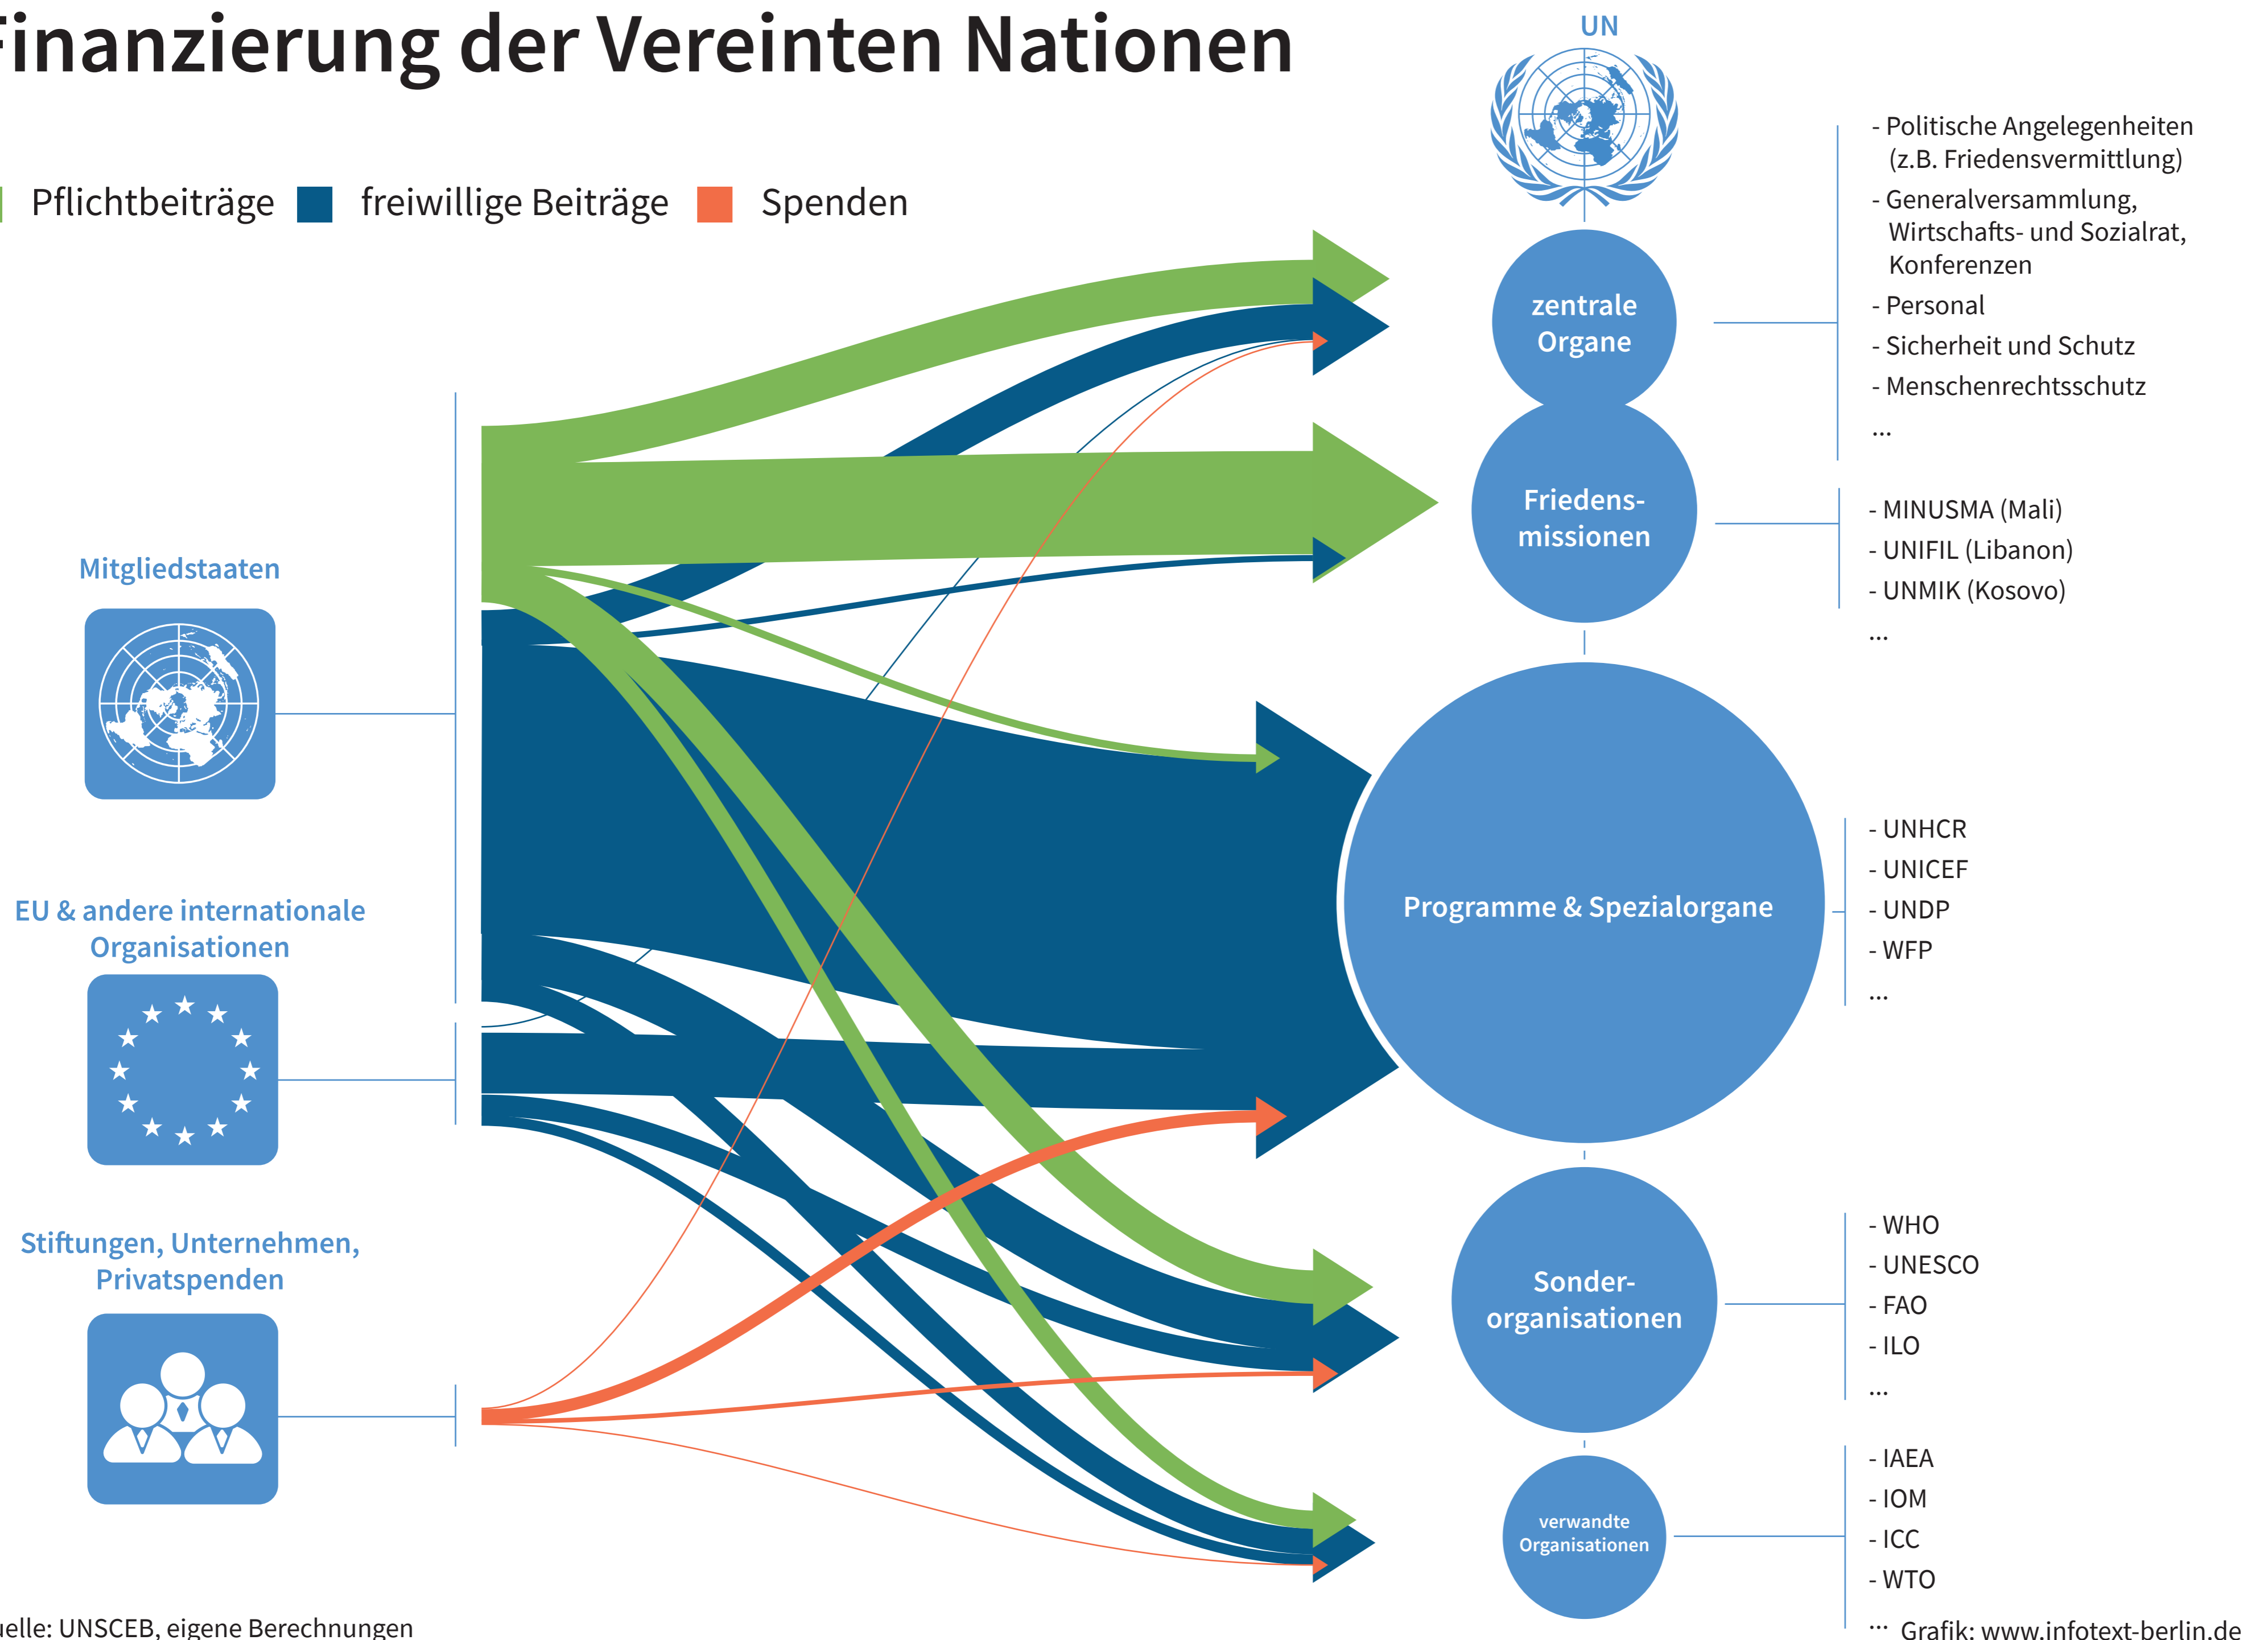 Finanzierung der Vereinten Nationen
Pflichtbeiträge
freiwillige Beiträge
Spenden
UN
zentrale
Organe
- Politische Angelegenheiten
(z.B. Friedensvermittlung)
- Generalversammlung,
Wirtschafts- und Sozialrat,
Konferenzen
- Personal
- Sicherheit und Schutz
- Menschenrechtsschutz
...
Friedens-
missionen
- MINUSMA (Mali)
- UNIFIL (Libanon)
- UNMIK (Kosovo)
...
Mitgliedstaaten
EU & andere internationale
Organisationen
Stiftungen, Unternehmen,
Privatspenden
Programme & Spezialorgane
- UNHCR
- UNICEF
- UNDP
- WFP
...
Sonder-
organisationen
- WHO
- UNESCO
- FAO
- ILO
...
verwandte
Organisationen
- IAEA
- IOM
- ICC
- WTO
...
uelle: UNSCEB, eigene Berechnungen
Grafik: www.infotext-berlin.de